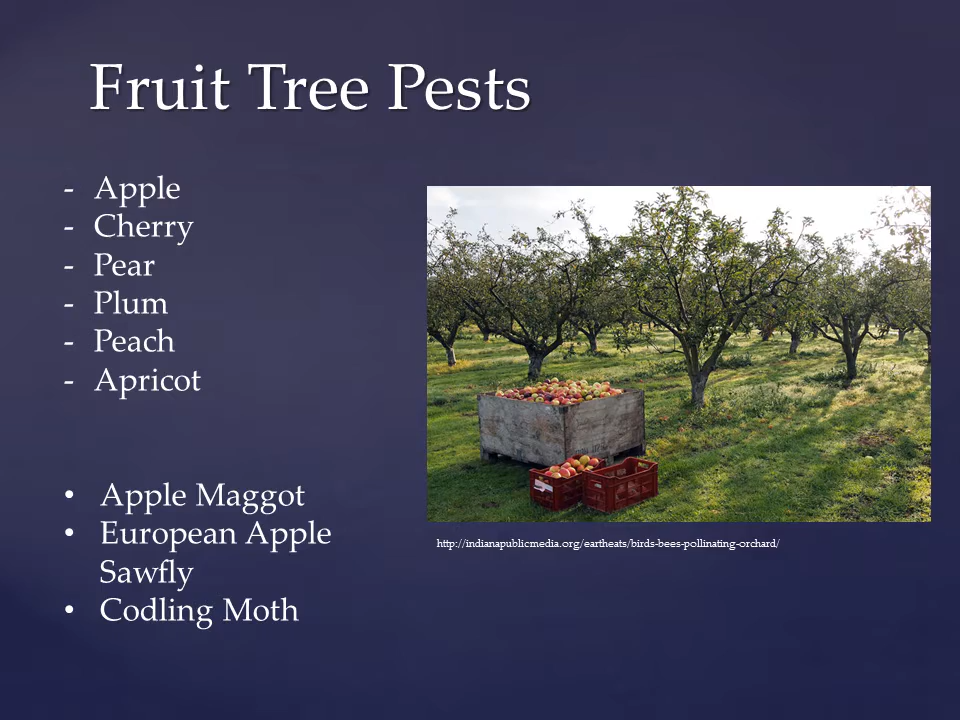 Fruit Tree Pests
- Apple
- Cherry
- Pear
- Plum
- Peach
- Apricot
• Apple Maggot
• European Apple
Sawfly
• Codling Moth
http://indianapublicmedia.org/eartheats/birds-bees-pollinating-orchard/